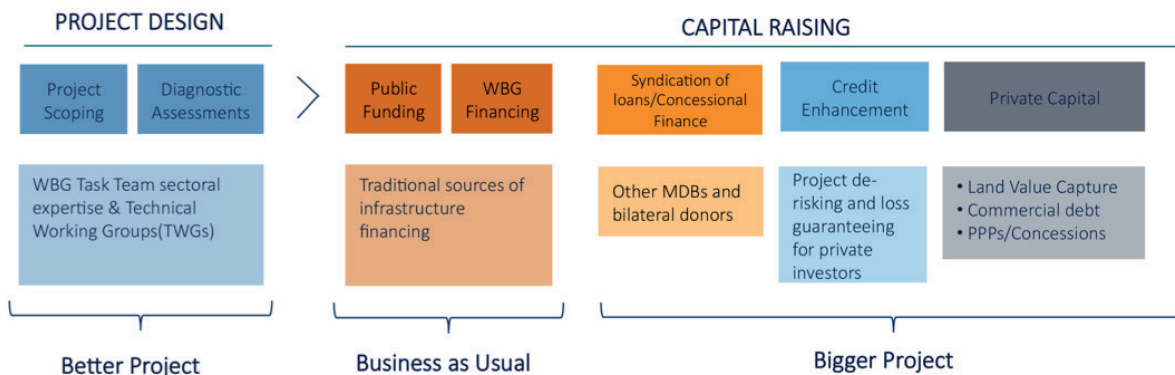 PROJECT DESIGN
CAPITAL RAISING
Project
Scoping
Diagnostic
Assessments
Public
Funding
WBG
Financing
Syndication of
loans/Concessional
Finance
Credit
Enhancement
Private Capital
WBG Task Team sectoral
expertise & Technical
Working Groups(TWGs)
Traditional sources of
infrastructure
financing
Other MDBs and
bilateral donors
Project de-
risking and loss
guaranteeing
for private
investors
• Land Value Capture
• Commercial debt
• PPPs/Concessions
Better Project
Business as Usual
Bigger Project